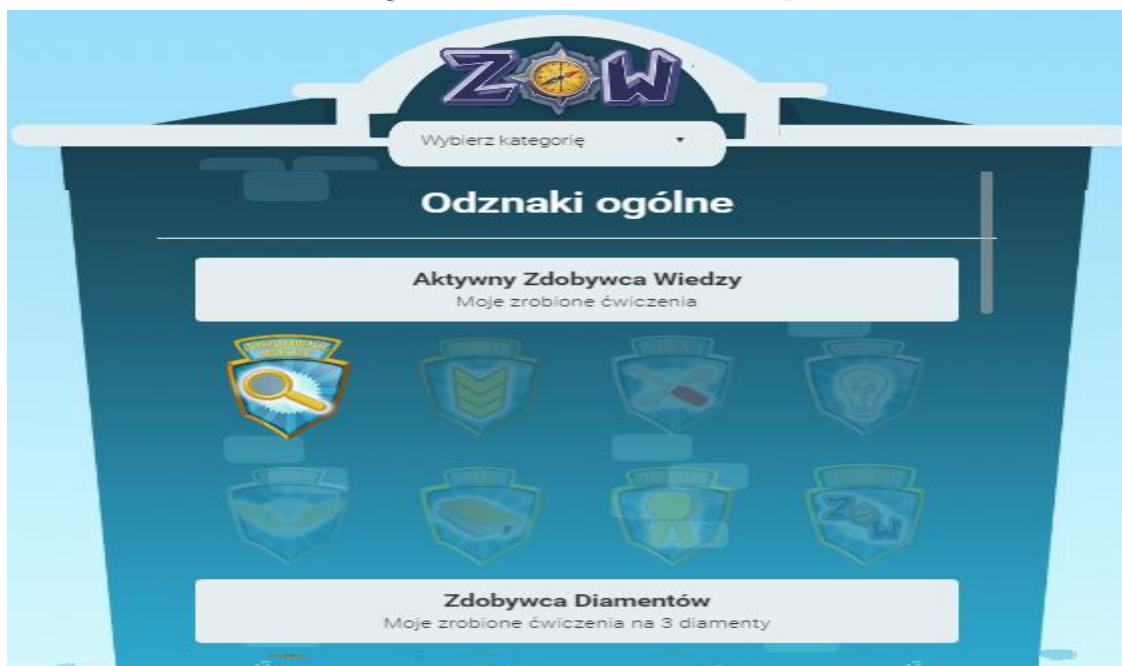 ZOW
Wybierz kategorię
Odznaki ogólne
Aktywny Zdobywca Wiedzy
Moje zrobione ćwiczenia
ZOW
Zdobywca Diamentów
Moje zrobione ćwiczenia na 3 diamenty